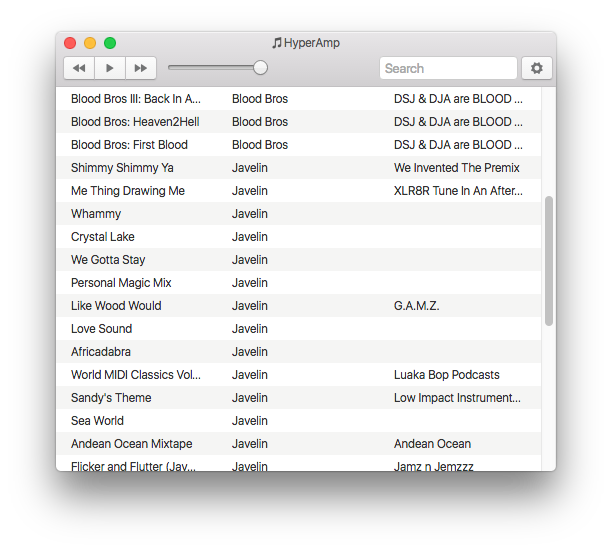 HyperAmp
Search
Blood Bros III: Back In A... Blood Bros DSJ & DJA are BLOOD ...
Blood Bros: Heaven2Hell Blood Bros DSJ & DJA are BLOOD ...
Blood Bros: First Blood Blood Bros DSJ & DJA are BLOOD ...
Shimmy Shimmy Ya Javelin We Invented The Premix
Me Thing Drawing Me Javelin XLR8R Tune In An After...
Whammy Javelin
Crystal Lake Javelin
We Gotta Stay Javelin
Personal Magic Mix Javelin
Like Wood Would Javelin G.A.M.Z.
Love Sound Javelin
Africadabra Javelin
World MIDI Classics Vol... Javelin Luaka Bop Podcasts
Sandy's Theme Javelin Low Impact Instrument...
Sea World Javelin
Andean Ocean Mixtape Javelin Andean Ocean
Flicker and Flutter (Jav... Javelin Jamz n Jemzzz